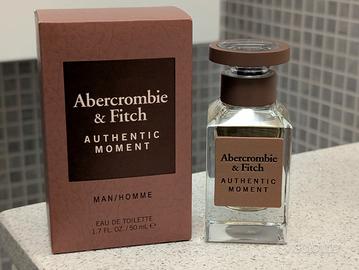 Abercrombie
& Fitch
AUTHENTIC
MOMENT
MAN/HOMME
EAU DE TOILETTE
1.7 FL. OZ. / 50 mL e
Abercrombie
& Fitch
AUTHENTIC
MOMENT